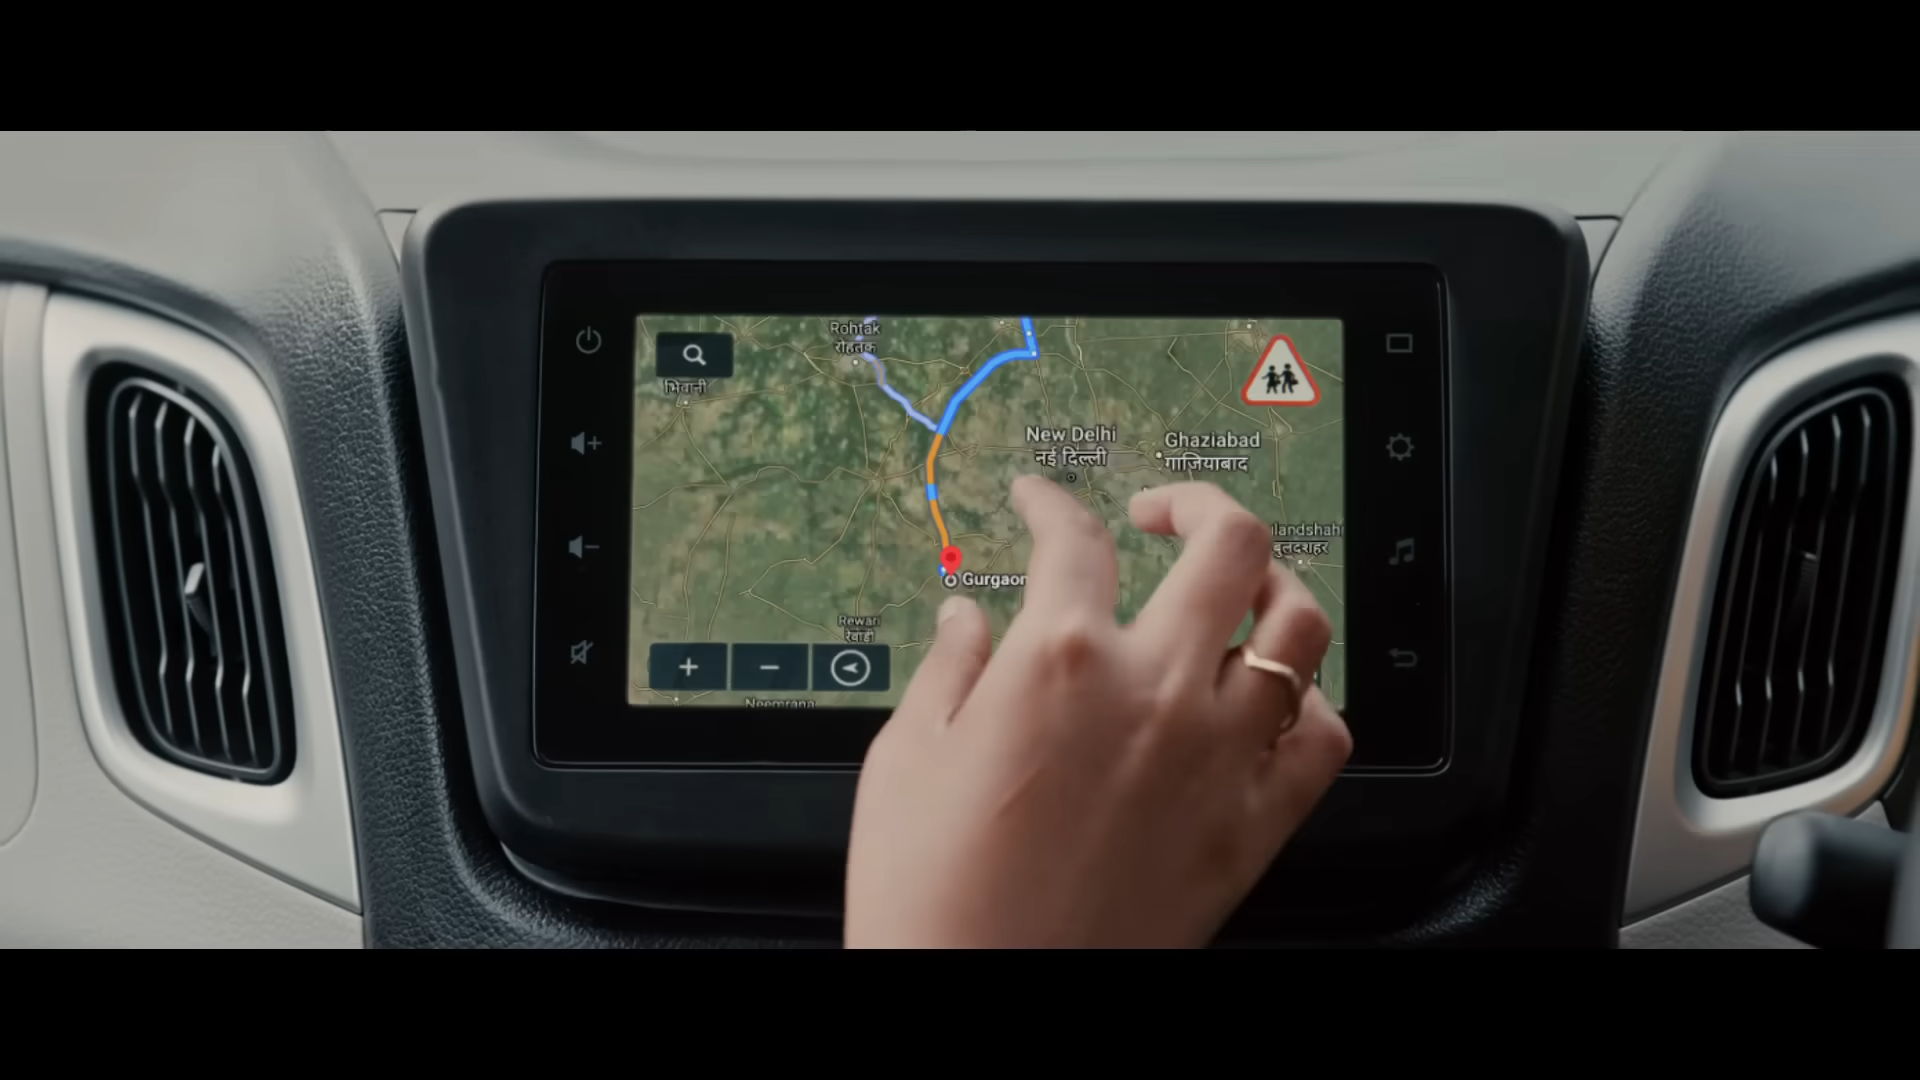 Rohtak
रोहतक
भिवानी
New Delhi
नई दिल्ली
Ghaziabad
गाजियाबाद
landshahr
बुलंदशहर
Gurgaon
Rewari
रेवाड़ी
Neemrana